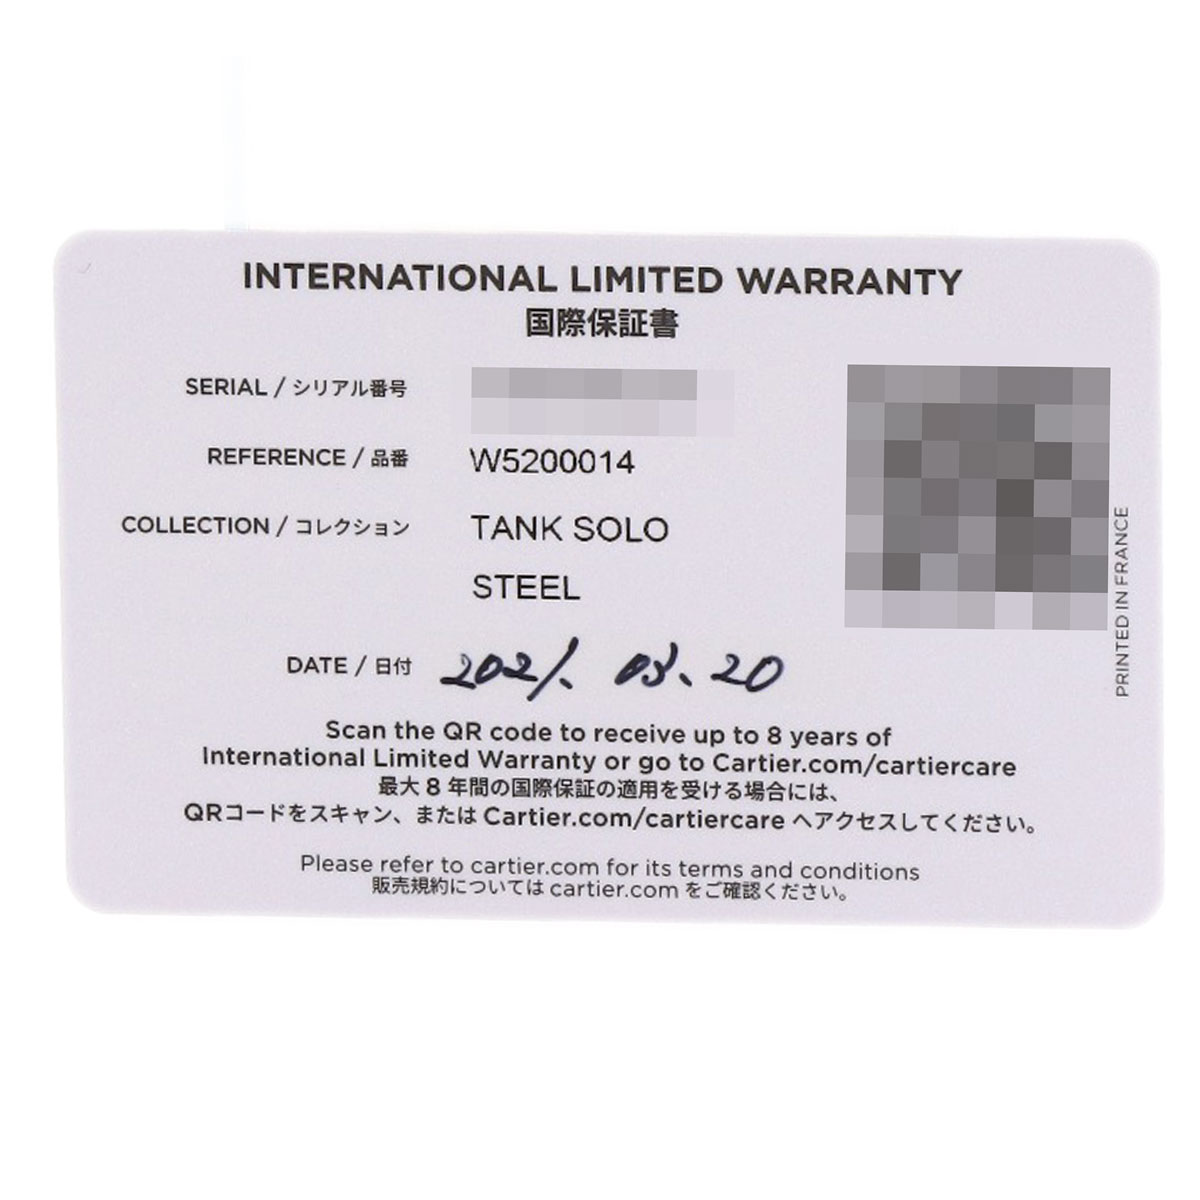 INTERNATIONAL LIMITED WARRANTY
国際保証書
SERIAL / シリアル番号
REFERENCE / 品番 W5200014
COLLECTION / コレクション TANK SOLO
STEEL
DATE / 日付 2021. 03. 20
PRINTED IN FRANCE
Scan the QR code to receive up to 8 years of
International Limited Warranty or go to Cartier.com/cartiercare
最大 8 年間の国際保証の適用を受ける場合には、
QRコードをスキャン、または Cartier.com/cartiercare へアクセスしてください。
Please refer to cartier.com for its terms and conditions
販売規約については cartier.com をご確認ください。